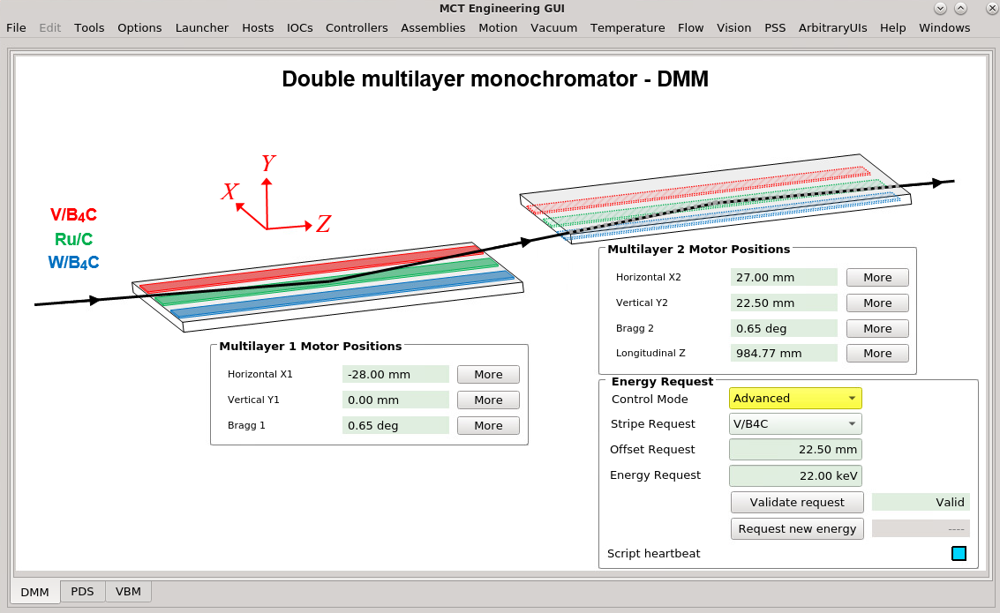 MCT Engineering GUI
File Edit Tools Options Launcher Hosts IOCs Controllers Assemblies Motion Vacuum Temperature Flow Vision PSS ArbitraryUIs Help Windows
Double multilayer monochromator - DMM
Y
X
Z
V/B4C
Ru/C
W/B4C
Multilayer 2 Motor Positions
Horizontal X2 27.00 mm More
Vertical Y2 22.50 mm More
Bragg 2 0.65 deg More
Longitudinal Z 984.77 mm More
Multilayer 1 Motor Positions
Horizontal X1 -28.00 mm More
Vertical Y1 0.00 mm More
Bragg 1 0.65 deg More
Energy Request
Control Mode Advanced
Stripe Request V/B4C
Offset Request 22.50 mm
Energy Request 22.00 keV
Validate request Valid
Request new energy ----
Script heartbeat
DMM PDS VBM